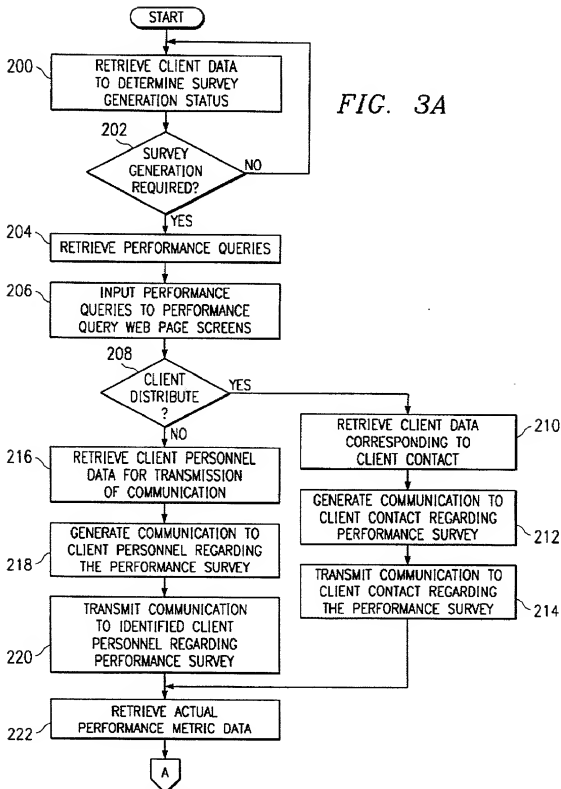 START
200
RETRIEVE CLIENT DATA
TO DETERMINE SURVEY
GENERATION STATUS
FIG. 3A
202
SURVEY
GENERATION
REQUIRED?
NO
YES
204
RETRIEVE PERFORMANCE QUERIES
206
INPUT PERFORMANCE
QUERIES TO PERFORMANCE
QUERY WEB PAGE SCREENS
208
CLIENT
DISTRIBUTE
?
YES
NO
210
RETRIEVE CLIENT DATA
CORRESPONDING TO
CLIENT CONTACT
216
RETRIEVE CLIENT PERSONNEL
DATA FOR TRANSMISSION
OF COMMUNICATION
GENERATE COMMUNICATION TO
CLIENT CONTACT REGARDING
PERFORMANCE SURVEY
212
GENERATE COMMUNICATION TO
CLIENT PERSONNEL REGARDING
THE PERFORMANCE SURVEY
218
TRANSMIT COMMUNICATION TO
CLIENT CONTACT REGARDING
THE PERFORMANCE SURVEY
214
TRANSMIT COMMUNICATION
TO IDENTIFIED CLIENT
PERSONNEL REGARDING
PERFORMANCE SURVEY
220
RETRIEVE ACTUAL
PERFORMANCE METRIC DATA
222
A